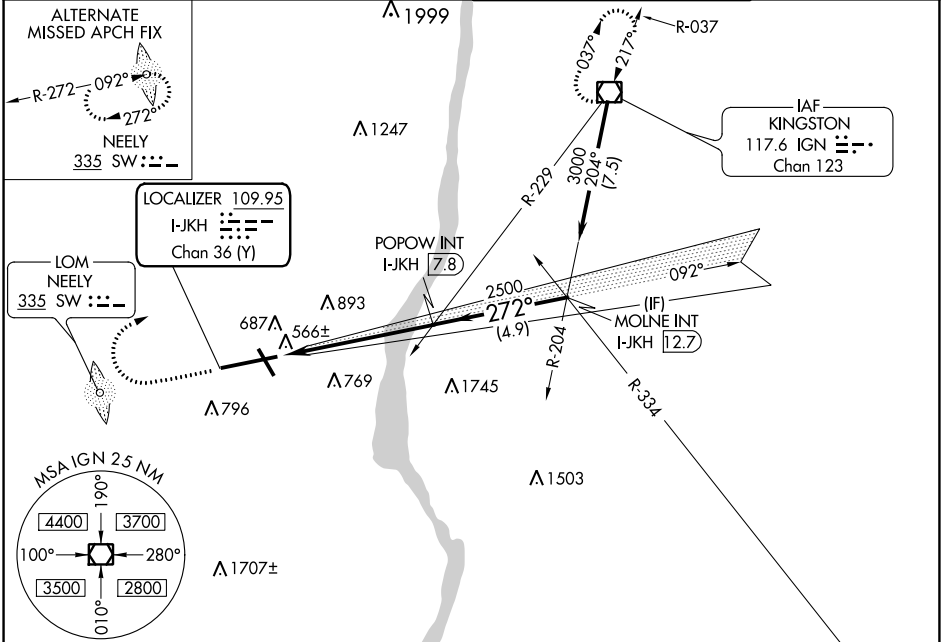 ALTERNATE
MISSED APCH FIX
R-272
092°
272°
NEELY
335 SW
1999
R-037
037°
217°
1247
IAF
KINGSTON
117.6 IGN
Chan 123
3000
204°
(7.5)
R-229
LOCALIZER 109.95
I-JKH
Chan 36 (Y)
POPOW INT
I-JKH 7.8
092°
LOM
NEELY
335 SW
893
2500
272°
(4.9)
(IF)
MOLNE INT
I-JKH 12.7
687
566±
R-204
769
1745
796
R-334
1503
MSA IGN 25 NM
190°
4400
3700
100°
280°
3500
2800
010°
1707±